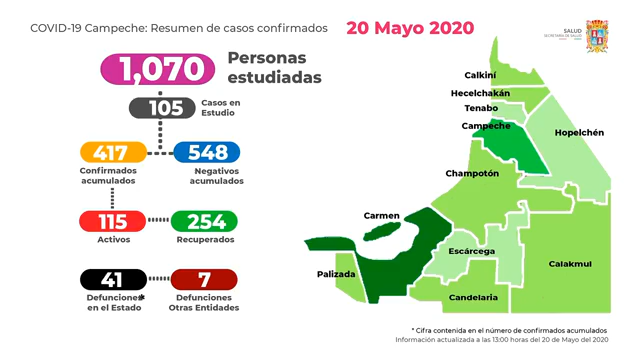 COVID-19 Campeche: Resumen de casos confirmados
20 Mayo 2020
SALUD
SECRETARÍA DE SALUD
1,070
Personas
estudiadas
105
Casos en
Estudio
417
Confirmados
acumulados
548
Negativos
acumulados
115
Activos
254
Recuperados
41
Defunciones*
en el Estado
7
Defunciones
Otras Entidades
Calkiní
Hecelchakán
Tenabo
Campeche
Hopelchén
Champotón
Carmen
Escárcega
Palizada
Calakmul
Candelaria
* Cifra contenida en el número de confirmados acumulados
Información actualizada a las 13:00 horas del 20 de Mayo del 2020